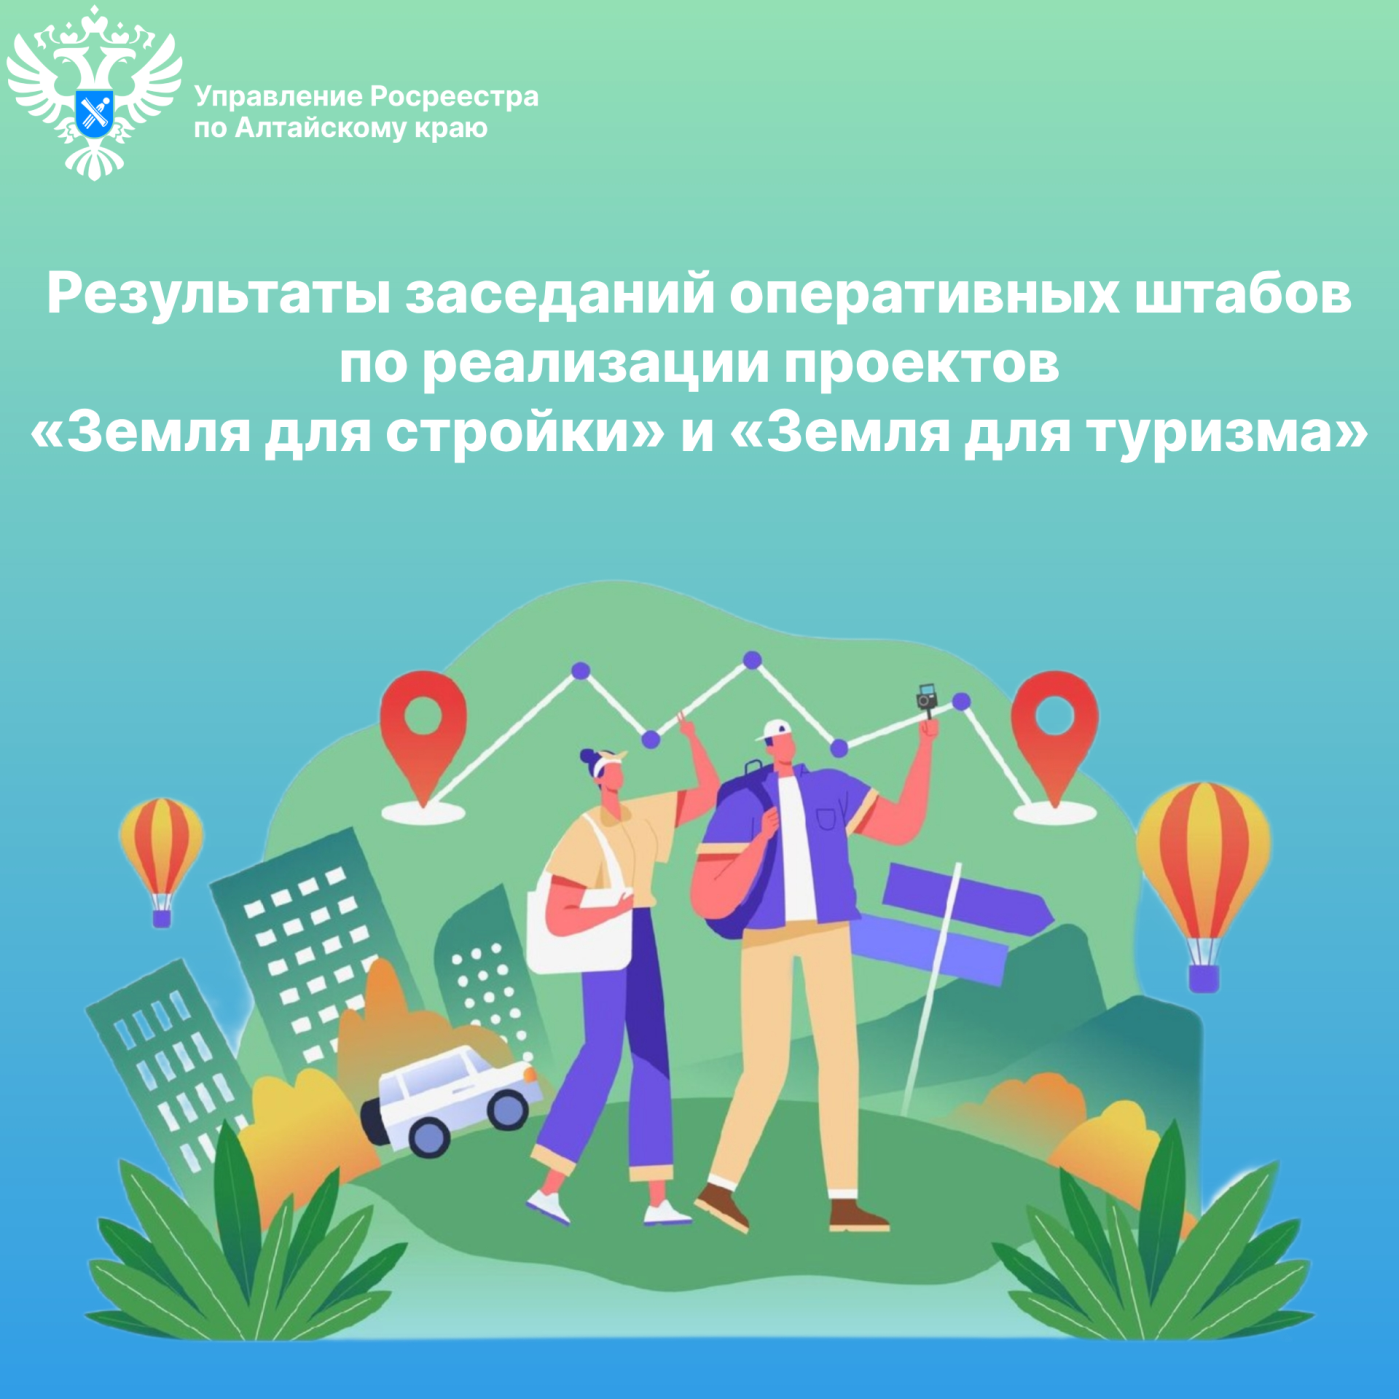 Управление Росреестра
по Алтайскому краю
Результаты заседаний оперативных штабов
по реализации проектов
«Земля для стройки» и «Земля для туризма»